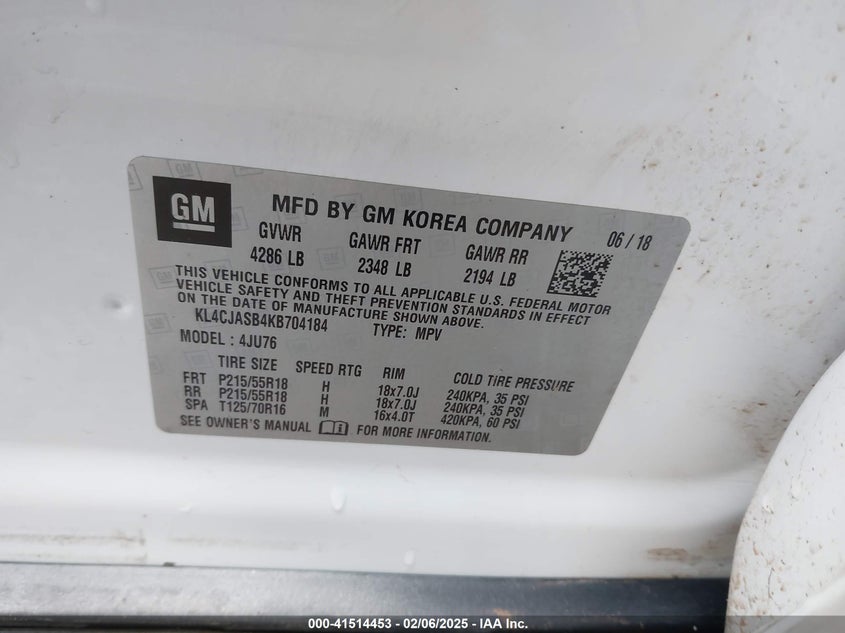 GM
MFD BY GM KOREA COMPANY 06 / 18
GVWR GAWR FRT GAWR RR
4286 LB 2348 LB 2194 LB
THIS VEHICLE CONFORMS TO ALL APPLICABLE U.S. FEDERAL MOTOR
VEHICLE SAFETY AND THEFT PREVENTION STANDARDS IN EFFECT
ON THE DATE OF MANUFACTURE SHOWN ABOVE.
KL4CJASB4KB704184 TYPE: MPV
MODEL : 4JU76
TIRE SIZE SPEED RTG RIM COLD TIRE PRESSURE
FRT P215/55R18 H 18x7.0J 240KPA, 35 PSI
RR P215/55R18 H 18x7.0J 240KPA, 35 PSI
SPA T125/70R16 M 16x4.0T 420KPA, 60 PSI
SEE OWNER'S MANUAL FOR MORE INFORMATION.
000-41514453 - 02/06/2025 - IAA Inc.